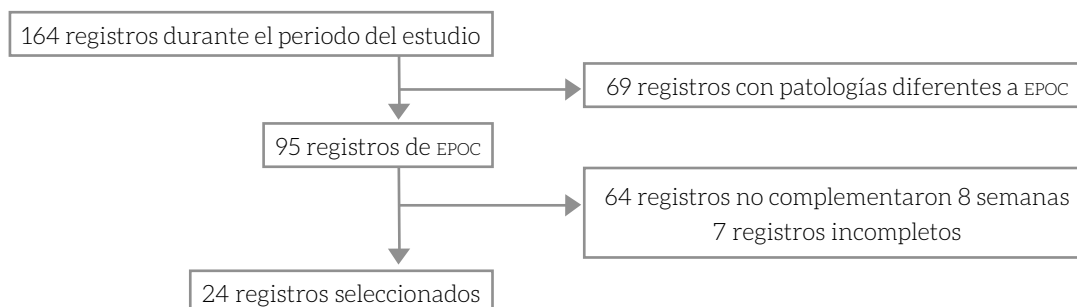 164 registros durante el periodo del estudio
69 registros con patologías diferentes a EPOC
95 registros de EPOC
64 registros no complementaron 8 semanas
7 registros incompletos
24 registros seleccionados